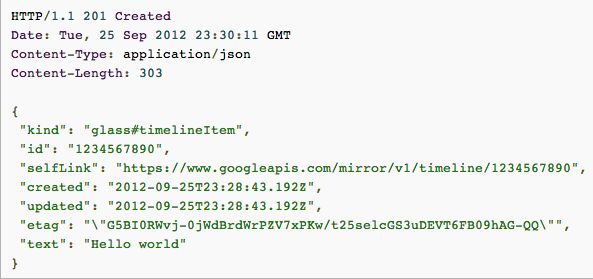 HTTP/1.1 201 Created
Date: Tue, 25 Sep 2012 23:30:11 GMT
Content-Type: application/json
Content-Length: 303
{
"kind": "glass#timelineItem",
"id": "1234567890",
"selfLink": "https://www.googleapis.com/mirror/v1/timeline/1234567890",
"created": "2012-09-25T23:28:43.192Z",
"updated": "2012-09-25T23:28:43.192Z",
"etag": "\"G5BI0RWvj-0jWdBrdWrPZV7xPKw/t25selcGS3uDEVT6FB09hAG-QQ\"",
"text": "Hello world"
}